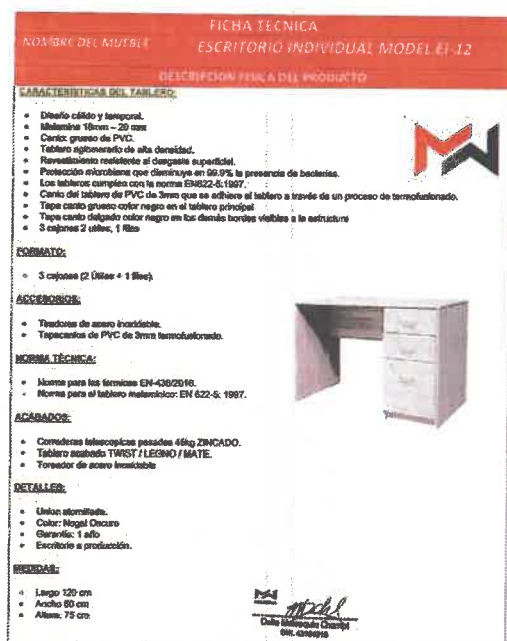 FICHA TECNICA
NOMBRE DEL MUEBLE
ESCRITORIO INDIVIDUAL MODEL EI-12
DESCRIPCION FISICA DEL PRODUCTO
CARACTERISTICAS DEL TABLERO:
Diseño cálido y temporal.
Melamine 18mm – 20 mm
Canto: grueso de PVC.
Tablero aglomerado de alta densidad.
Revestimiento resistente al desgaste superficial.
Protección microbiana que disminuye en 99.9% la presencia de bacterias.
Los tableros cumplen con la norma EN622-5:1997.
Canto del tablero de PVC de 3mm que se adhiere al tablero a través de un proceso de termofusionado.
Tapa canto grueso color negro en el tablero principal
Tapa canto delgado color negro en los demás bordes visibles a la estructura
3 cajones 2 utiles, 1 files
FORMATO:
3 cajones (2 Útiles + 1 files).
ACCESORIOS:
Tiradores de acero inoxidable.
Tapacantos de PVC de 3mm termofusionado.
NORMA TÉCNICA:
Norma para las formicas EN-438/2016.
Norma para el tablero melaminico: EN 622-5: 1997.
ACABADOS:
Correderas telescopicas pesadas 45kg ZINCADO.
Tablero acabado TWIST / LEGNO / MATE.
Toreador de acero inoxidable
DETALLES:
Union atornillada.
Color: Nogal Oscuro
Garantía: 1 año
Escritorio a producción.
MEDIDAS:
Largo 120 cm
Ancho 60 cm
Altura: 75 cm